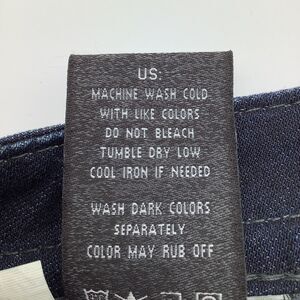 US:
MACHINE WASH COLD
WITH LIKE COLORS
DO NOT BLEACH
TUMBLE DRY LOW
COOL IRON IF NEEDED
WASH DARK COLORS
SEPARATELY
COLOR MAY RUB OFF